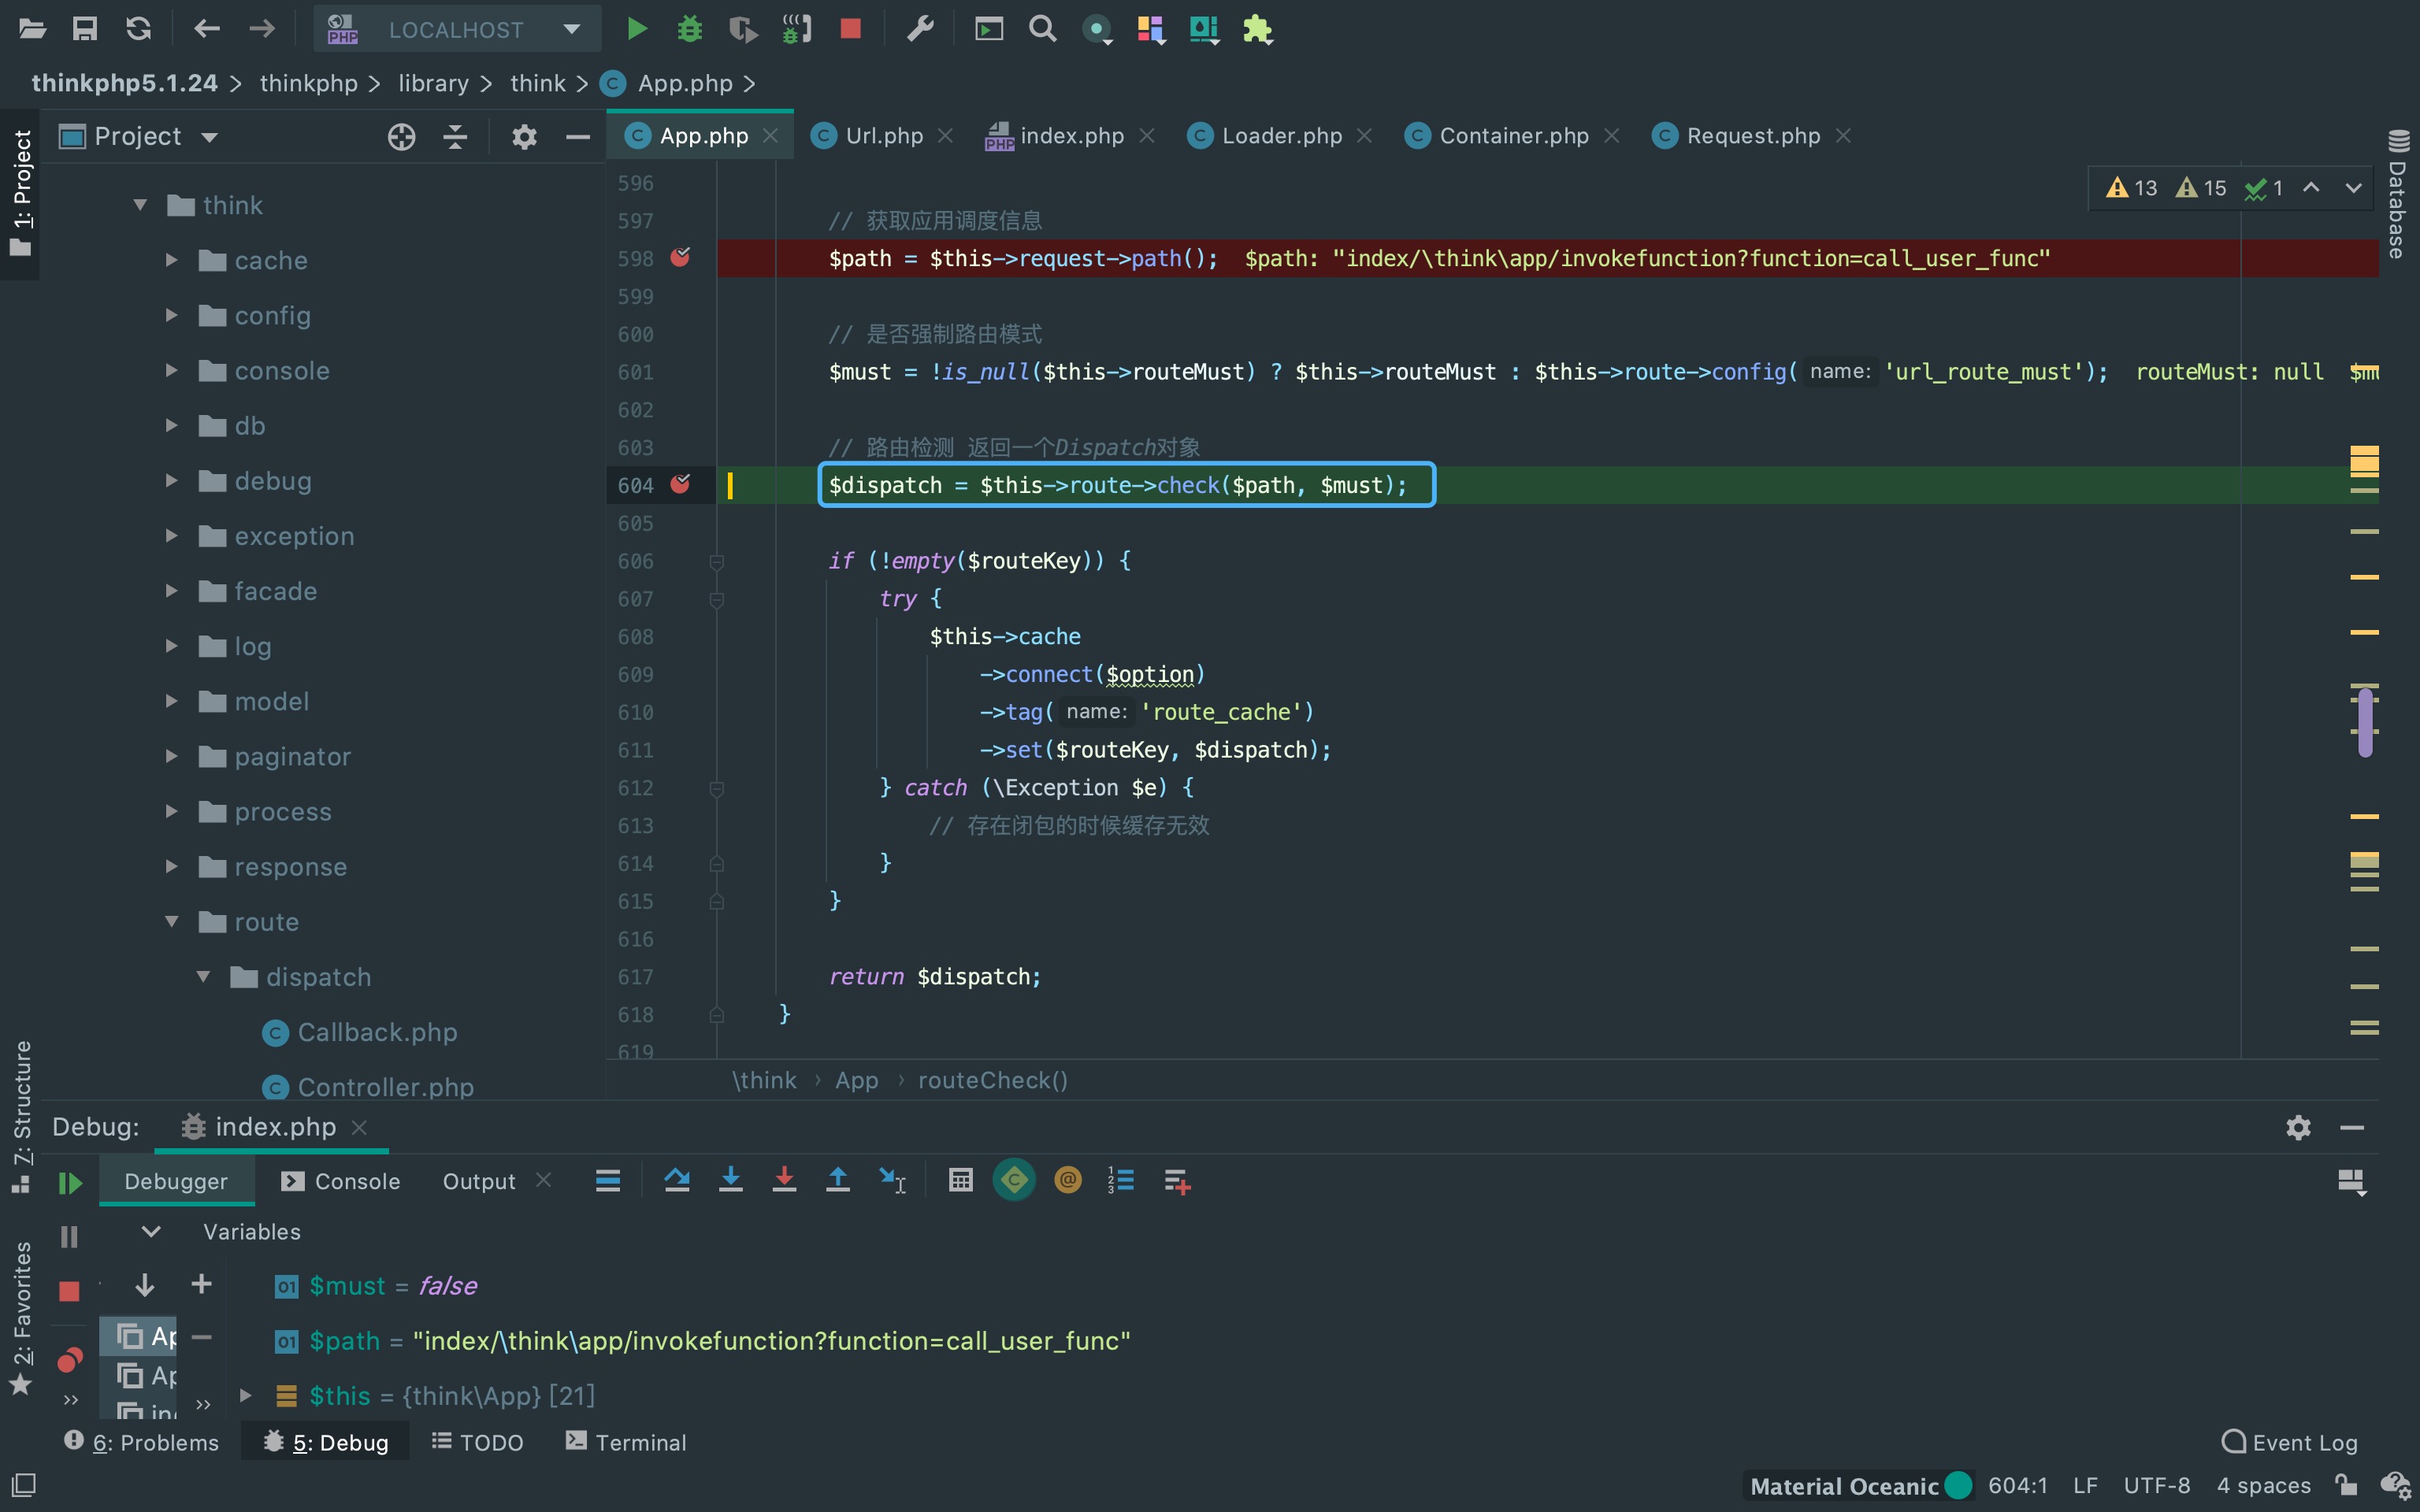 PHP LOCALHOST
thinkphp5.1.24 thinkphp library think App.php
1: Project
Project
App.php Url.php index.php Loader.php Container.php Request.php
Database
think
cache
config
console
db
debug
exception
facade
log
model
paginator
process
response
route
dispatch
Callback.php
Controller.php
13 15 1
596
597 // 获取应用调度信息
598 $path = $this->request->path(); $path: "index/\think\app/invokefunction?function=call_user_func"
599
600 // 是否强制路由模式
601 $must = !is_null($this->routeMust) ? $this->routeMust : $this->route->config( name: 'url_route_must'); routeMust: null
602
603 // 路由检测 返回一个Dispatch对象
604 $dispatch = $this->route->check($path, $must);
605
606 if (!empty($routeKey)) {
607 try {
608 $this->cache
609 ->connect($option)
610 ->tag( name: 'route_cache')
611 ->set($routeKey, $dispatch);
612 } catch (\Exception $e) {
613 // 存在闭包的时候缓存无效
614 }
615 }
616
617 return $dispatch;
618 }
619
\think › App › routeCheck()
7: Structure
2: Favorites
Debug: index.php
Debugger Console Output
Variables
$must = false
$path = "index/\think\app/invokefunction?function=call_user_func"
$this = {think\App} [21]
6: Problems 5: Debug TODO Terminal Event Log
Material Oceanic 604:1 LF UTF-8 4 spaces